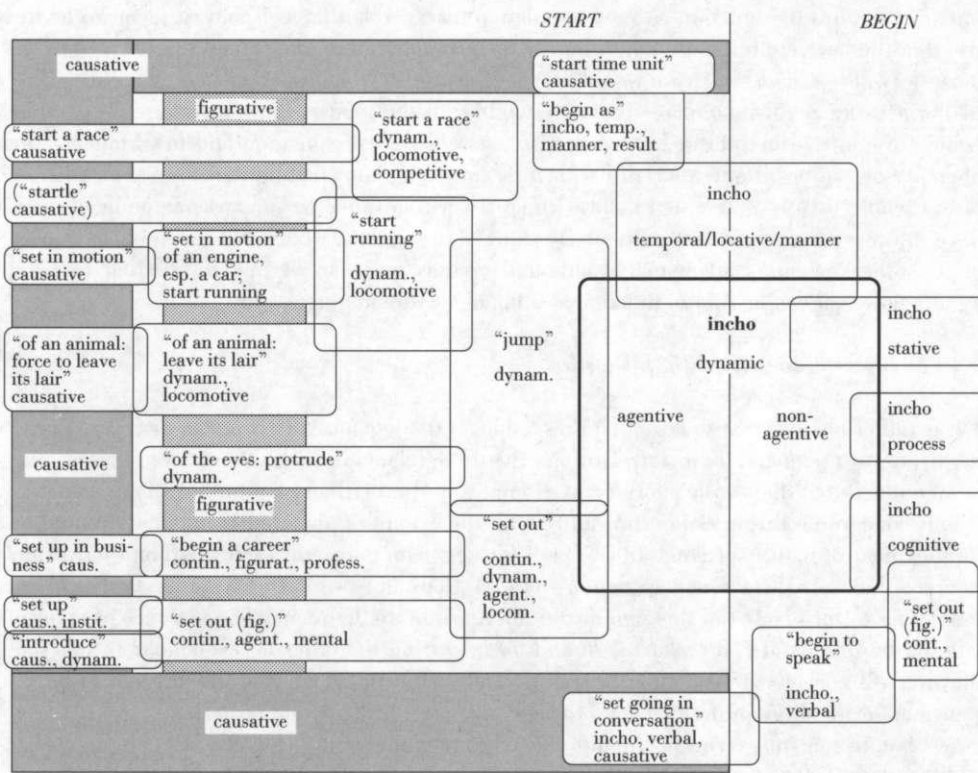 START
BEGIN
causative
"start time unit"
causative
figurative
"start a race"
causative
"start a race"
dynam.,
locomotive,
competitive
"begin as"
incho, temp.,
manner, result
("startle")
causative)
incho
temporal/locative/manner
"start
running"
dynam.
locomotive
"set in motion"
causative
"set in motion"
of an engine,
esp. a car;
start running
incho
dynamic
incho
stative
"jump"
dynam.
"of an animal:
force to leave
its lair"
causative
"of an animal:
leave its lair"
dynam.,
locomotive
agentive
non-
agentive
incho
process
causative
"of the eyes: protrude"
dynam.
figurative
incho
cognitive
"set out"
contin.,
dynam.,
agent.,
locom.
"set up in busi-
ness" caus.
"begin a career"
contin., figurat., profess.
"set up"
caus., instit.
"introduce"
caus., dynam.
"set out (fig.)"
contin., agent., mental
"set out
(fig.,"
cont.,
mental
"begin to
speak"
incho.,
verbal
causative
"set going in
conversation"
incho, verbal,
causative